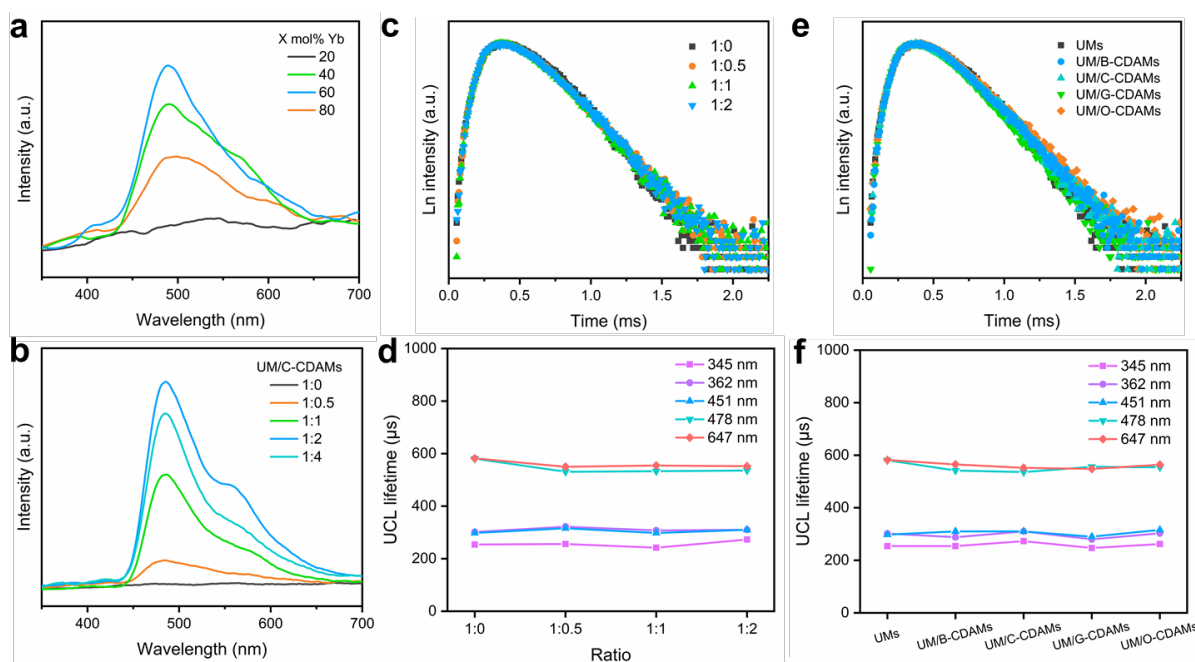 a
X mol% Yb
20
40
60
80
Intensity (a.u.)
400 500 600 700
Wavelength (nm)
c
1:0
1:0.5
1:1
1:2
Ln intensity (a.u.)
0.0 0.5 1.0 1.5 2.0
Time (ms)
e
UMs
UM/B-CDAMs
UM/C-CDAMs
UM/G-CDAMs
UM/O-CDAMs
Ln intensity (a.u.)
0.0 0.5 1.0 1.5 2.0
Time (ms)
b
UM/C-CDAMs
1:0
1:0.5
1:1
1:2
1:4
Intensity (a.u.)
400 500 600 700
Wavelength (nm)
d
345 nm
362 nm
451 nm
478 nm
647 nm
UCL lifetime (μs)
1000
800
600
400
200
0
1:0 1:0.5 1:1 1:2
Ratio
f
345 nm
362 nm
451 nm
478 nm
647 nm
UCL lifetime (μs)
1000
800
600
400
200
0
UMs UM/B-CDAMs UM/C-CDAMs UM/G-CDAMs UM/O-CDAMs